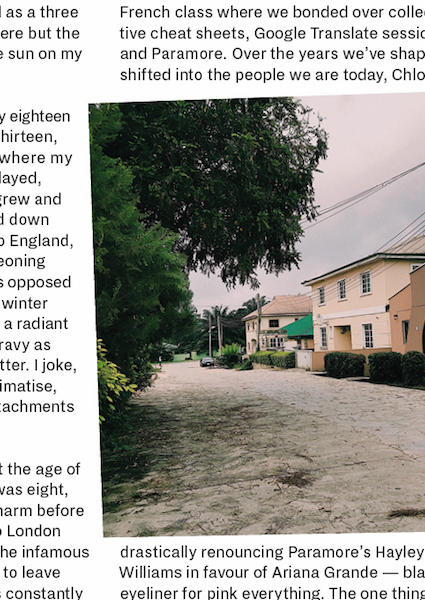 l as a three
ere but the
e sun on my
y eighteen
hirteen,
where my
layed,
grew and
d down
o England,
eoning
s opposed
winter
a radiant
ravy as
tter. I joke,
imatise,
tachments
t the age of
was eight,
harm before
o London
he infamous
to leave
s constantly
French class where we bonded over collec
tive cheat sheets, Google Translate sessio
and Paramore. Over the years we’ve shap
shifted into the people we are today, Chlo
drastically renouncing Paramore’s Hayley
Williams in favour of Ariana Grande — bla
eyeliner for pink everything. The one thing